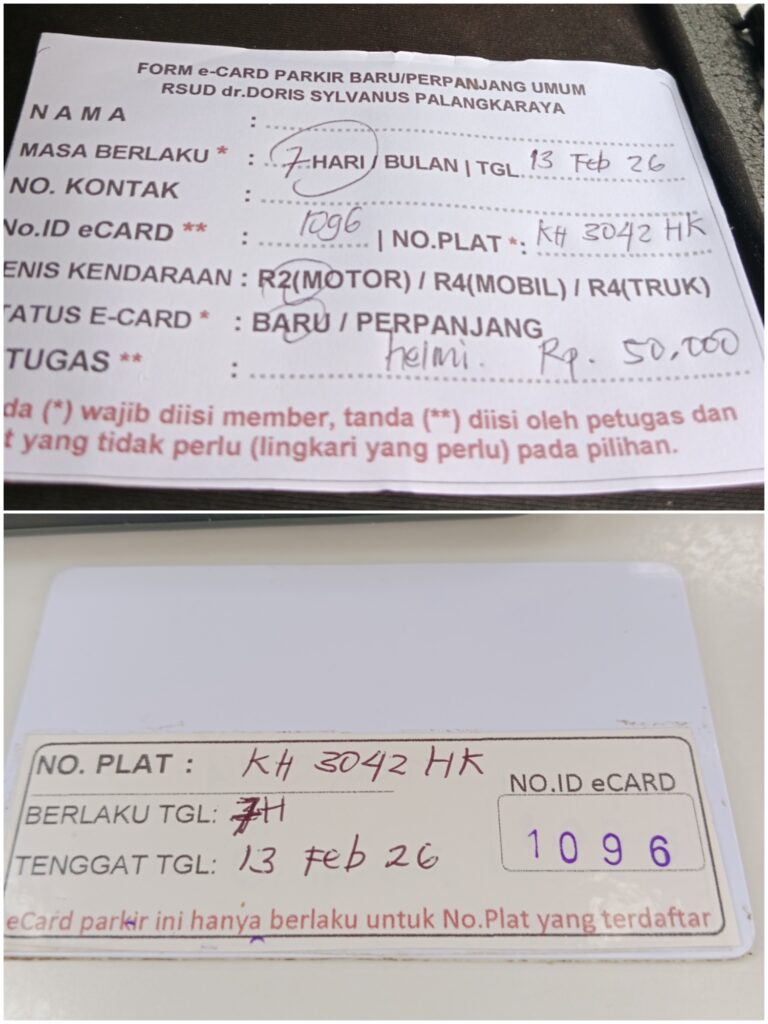 FORM e-CARD PARKIR BARU/PERPANJANG UMUM
RSUD dr.DORIS SYLVANUS PALANGKARAYA
NAMA :
MASA BERLAKU * : 7 HARI / BULAN | TGL. 13 Feb 26
NO. KONTAK :
No.ID eCARD ** : 1096 | NO.PLAT *: KH 3042 HK
ENIS KENDARAAN : R2(MOTOR) / R4(MOBIL) / R4(TRUK)
TATUS E-CARD * : BARU / PERPANJANG
TUGAS ** : helmi. Rp. 50.000
da (*) wajib diisi member, tanda (**) diisi oleh petugas dan
t yang tidak perlu (lingkari yang perlu) pada pilihan.
NO. PLAT : KH 3042 HK
NO.ID eCARD
BERLAKU TGL: 7H
1096
TENGGAT TGL: 13 Feb 26
eCard parkir ini hanya berlaku untuk No.Plat yang terdaftar